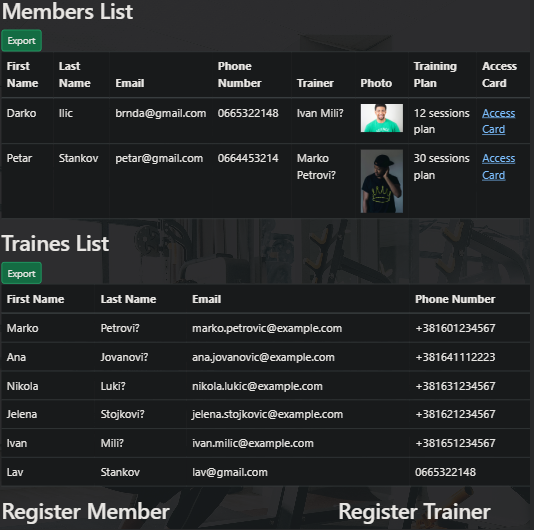 Members List
Export
First Name Last Name Email Phone Number Trainer Photo Training Plan Access Card
Darko Ilic brnda@gmail.com 0665322148 Ivan Mili? 12 sessions plan Access Card
Petar Stankov petar@gmail.com 0664453214 Marko Petrovi? 30 sessions plan Access Card
Traines List
Export
First Name Last Name Email Phone Number
Marko Petrovi? marko.petrovic@example.com +381601234567
Ana Jovanovi? ana.jovanovic@example.com +381641112223
Nikola Luki? nikola.lukic@example.com +381631234567
Jelena Stojkovi? jelena.stojkovic@example.com +381621234567
Ivan Mili? ivan.milic@example.com +381651234567
Lav Stankov lav@gmail.com 0665322148
Register Member Register Trainer